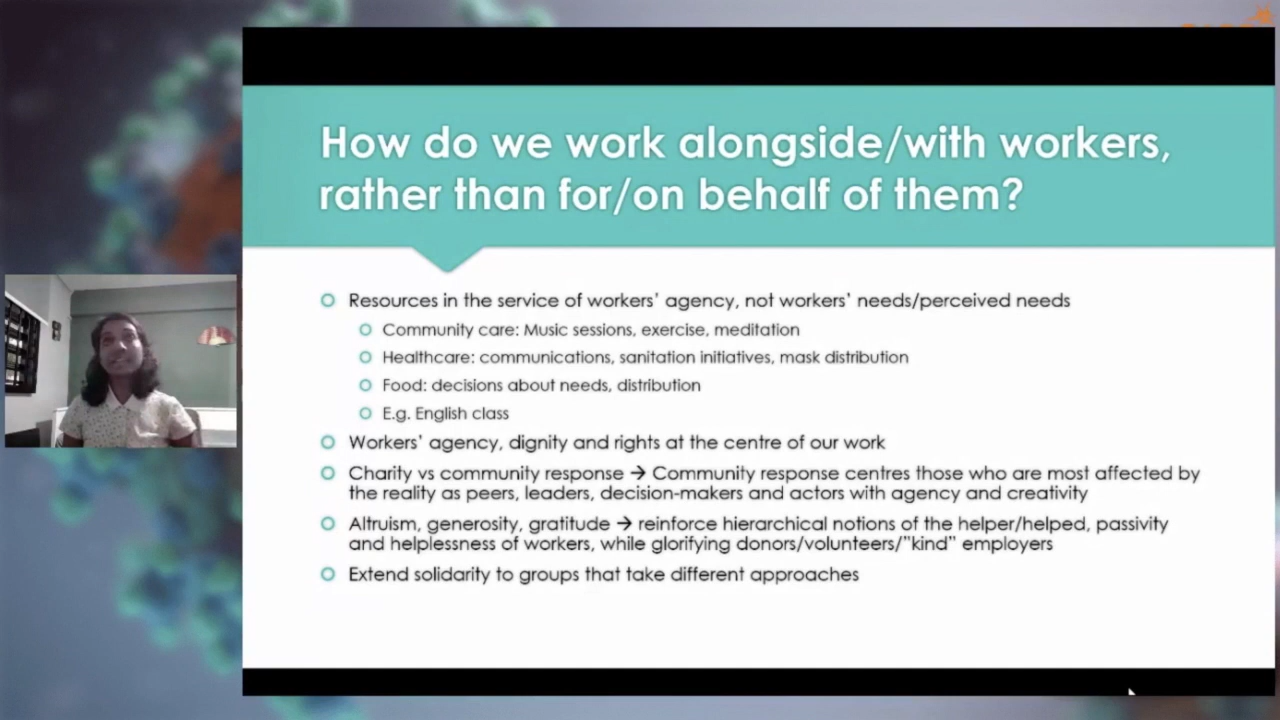 How do we work alongside/with workers,
rather than for/on behalf of them?
Resources in the service of workers' agency, not workers' needs/perceived needs
Community care: Music sessions, exercise, meditation
Healthcare: communications, sanitation initiatives, mask distribution
Food: decisions about needs, distribution
E.g. English class
Workers' agency, dignity and rights at the centre of our work
Charity vs community response → Community response centres those who are most affected by
the reality as peers, leaders, decision-makers and actors with agency and creativity
Altruism, generosity, gratitude → reinforce hierarchical notions of the helper/helped, passivity
and helplessness of workers, while glorifying donors/volunteers/"kind" employers
Extend solidarity to groups that take different approaches